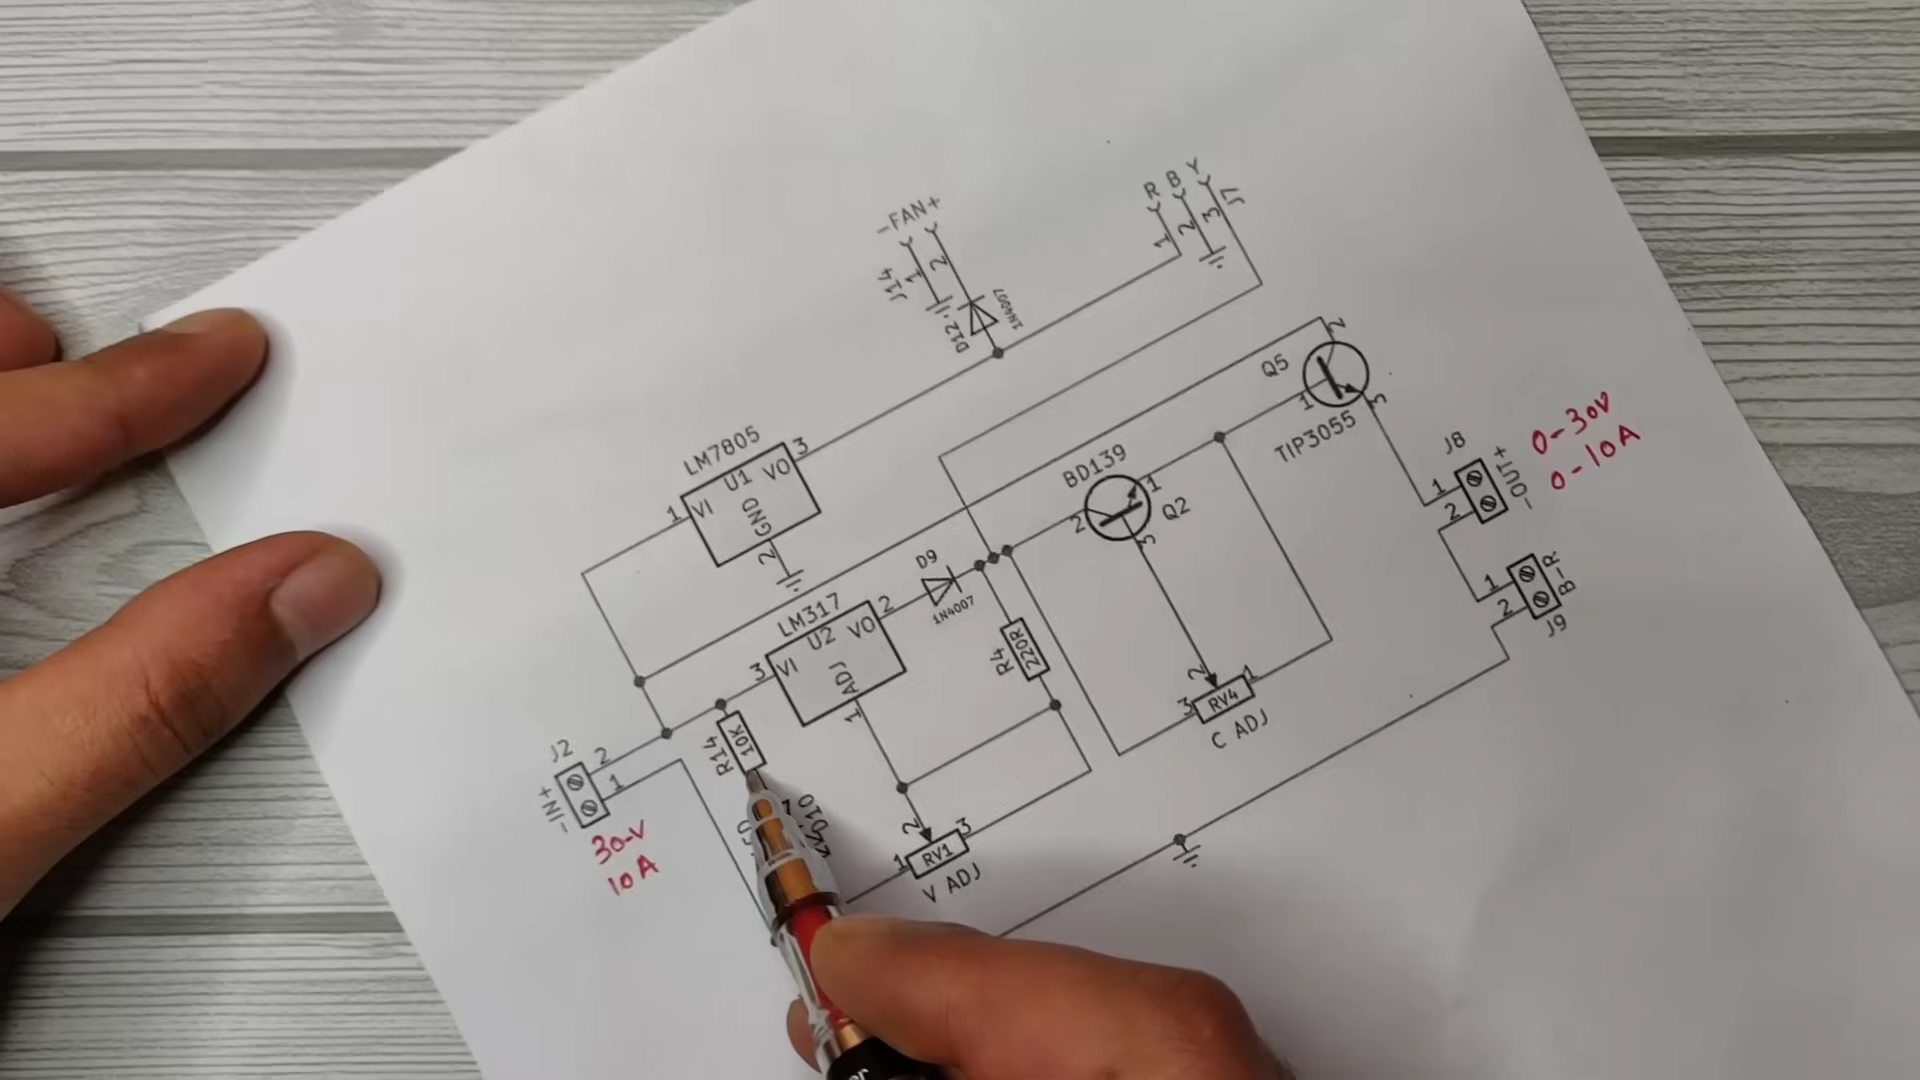 -FAN+
J14
1
2
D12
1N4007
R B Y
1 2 3
J7
LM7805
U1
1
VI
VO
3
GND
2
Q5
2
1
3
TIP3055
J8
1
2
-OUT+
0-30V
0-10A
1
2
B-R
J9
BD139
Q2
1
2
3
D9
1N4007
LM317
U2
3
VI
VO
2
ADJ
1
R4
220R
2
3
RV4
1
C ADJ
J2
2
1
-IN+
30-V
10A
R14
10K
2
1
RV1
3
V ADJ